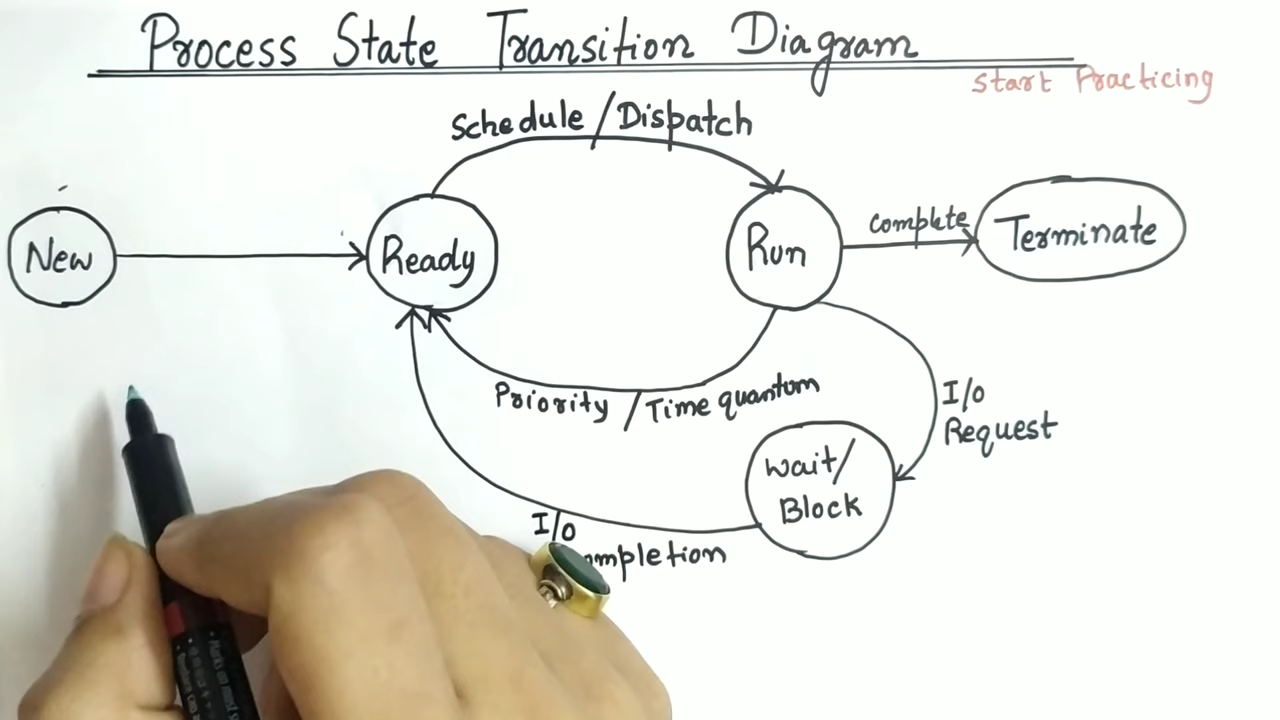 Process State Transition Diagram
Start Practicing
Schedule / Dispatch
New
Ready
Run
Complete
Terminate
Priority / Time quantum
I/O
Request
Wait/
Block
I/O